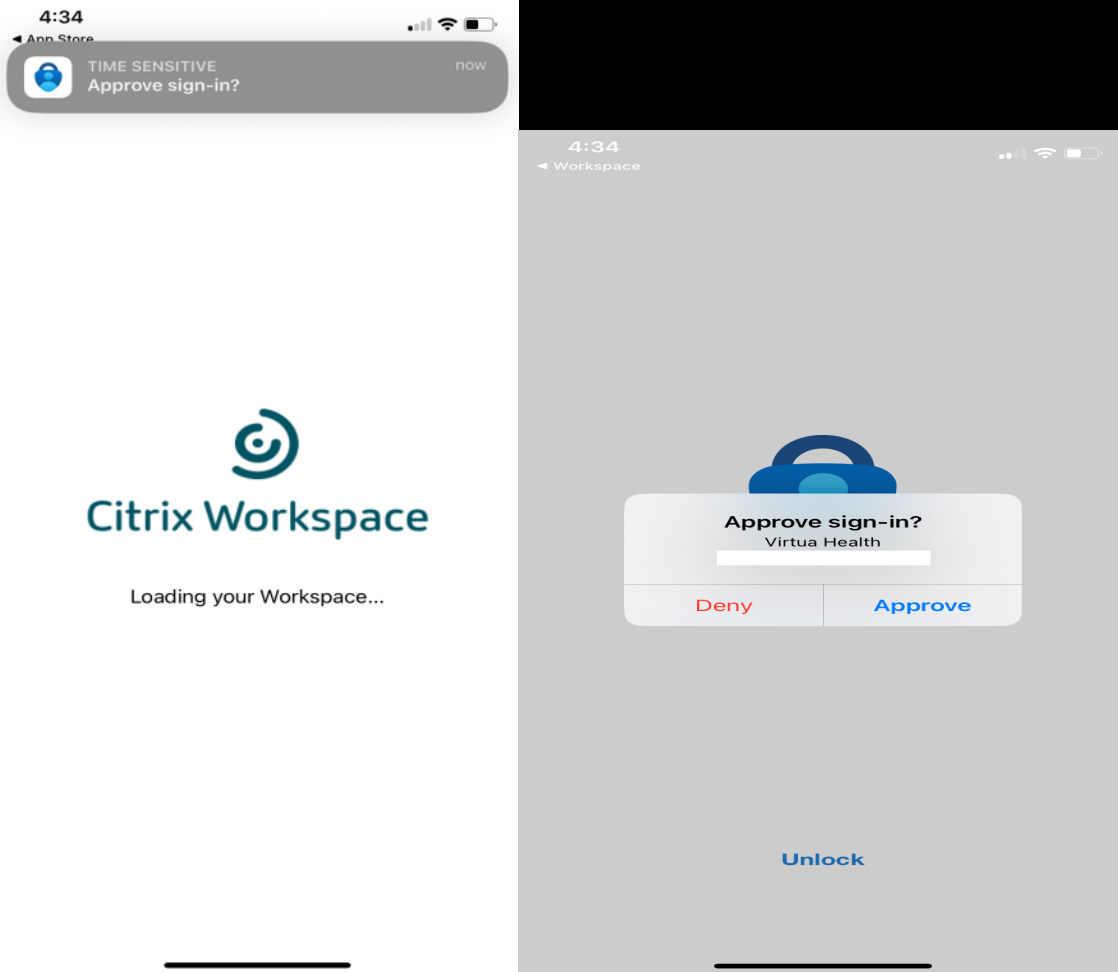 4:34
◄ App Store
TIME SENSITIVE
now
Approve sign-in?
Citrix Workspace
Loading your Workspace...
4:34
◄ Workspace
Approve sign-in?
Virtua Health
Deny
Approve
Unlock